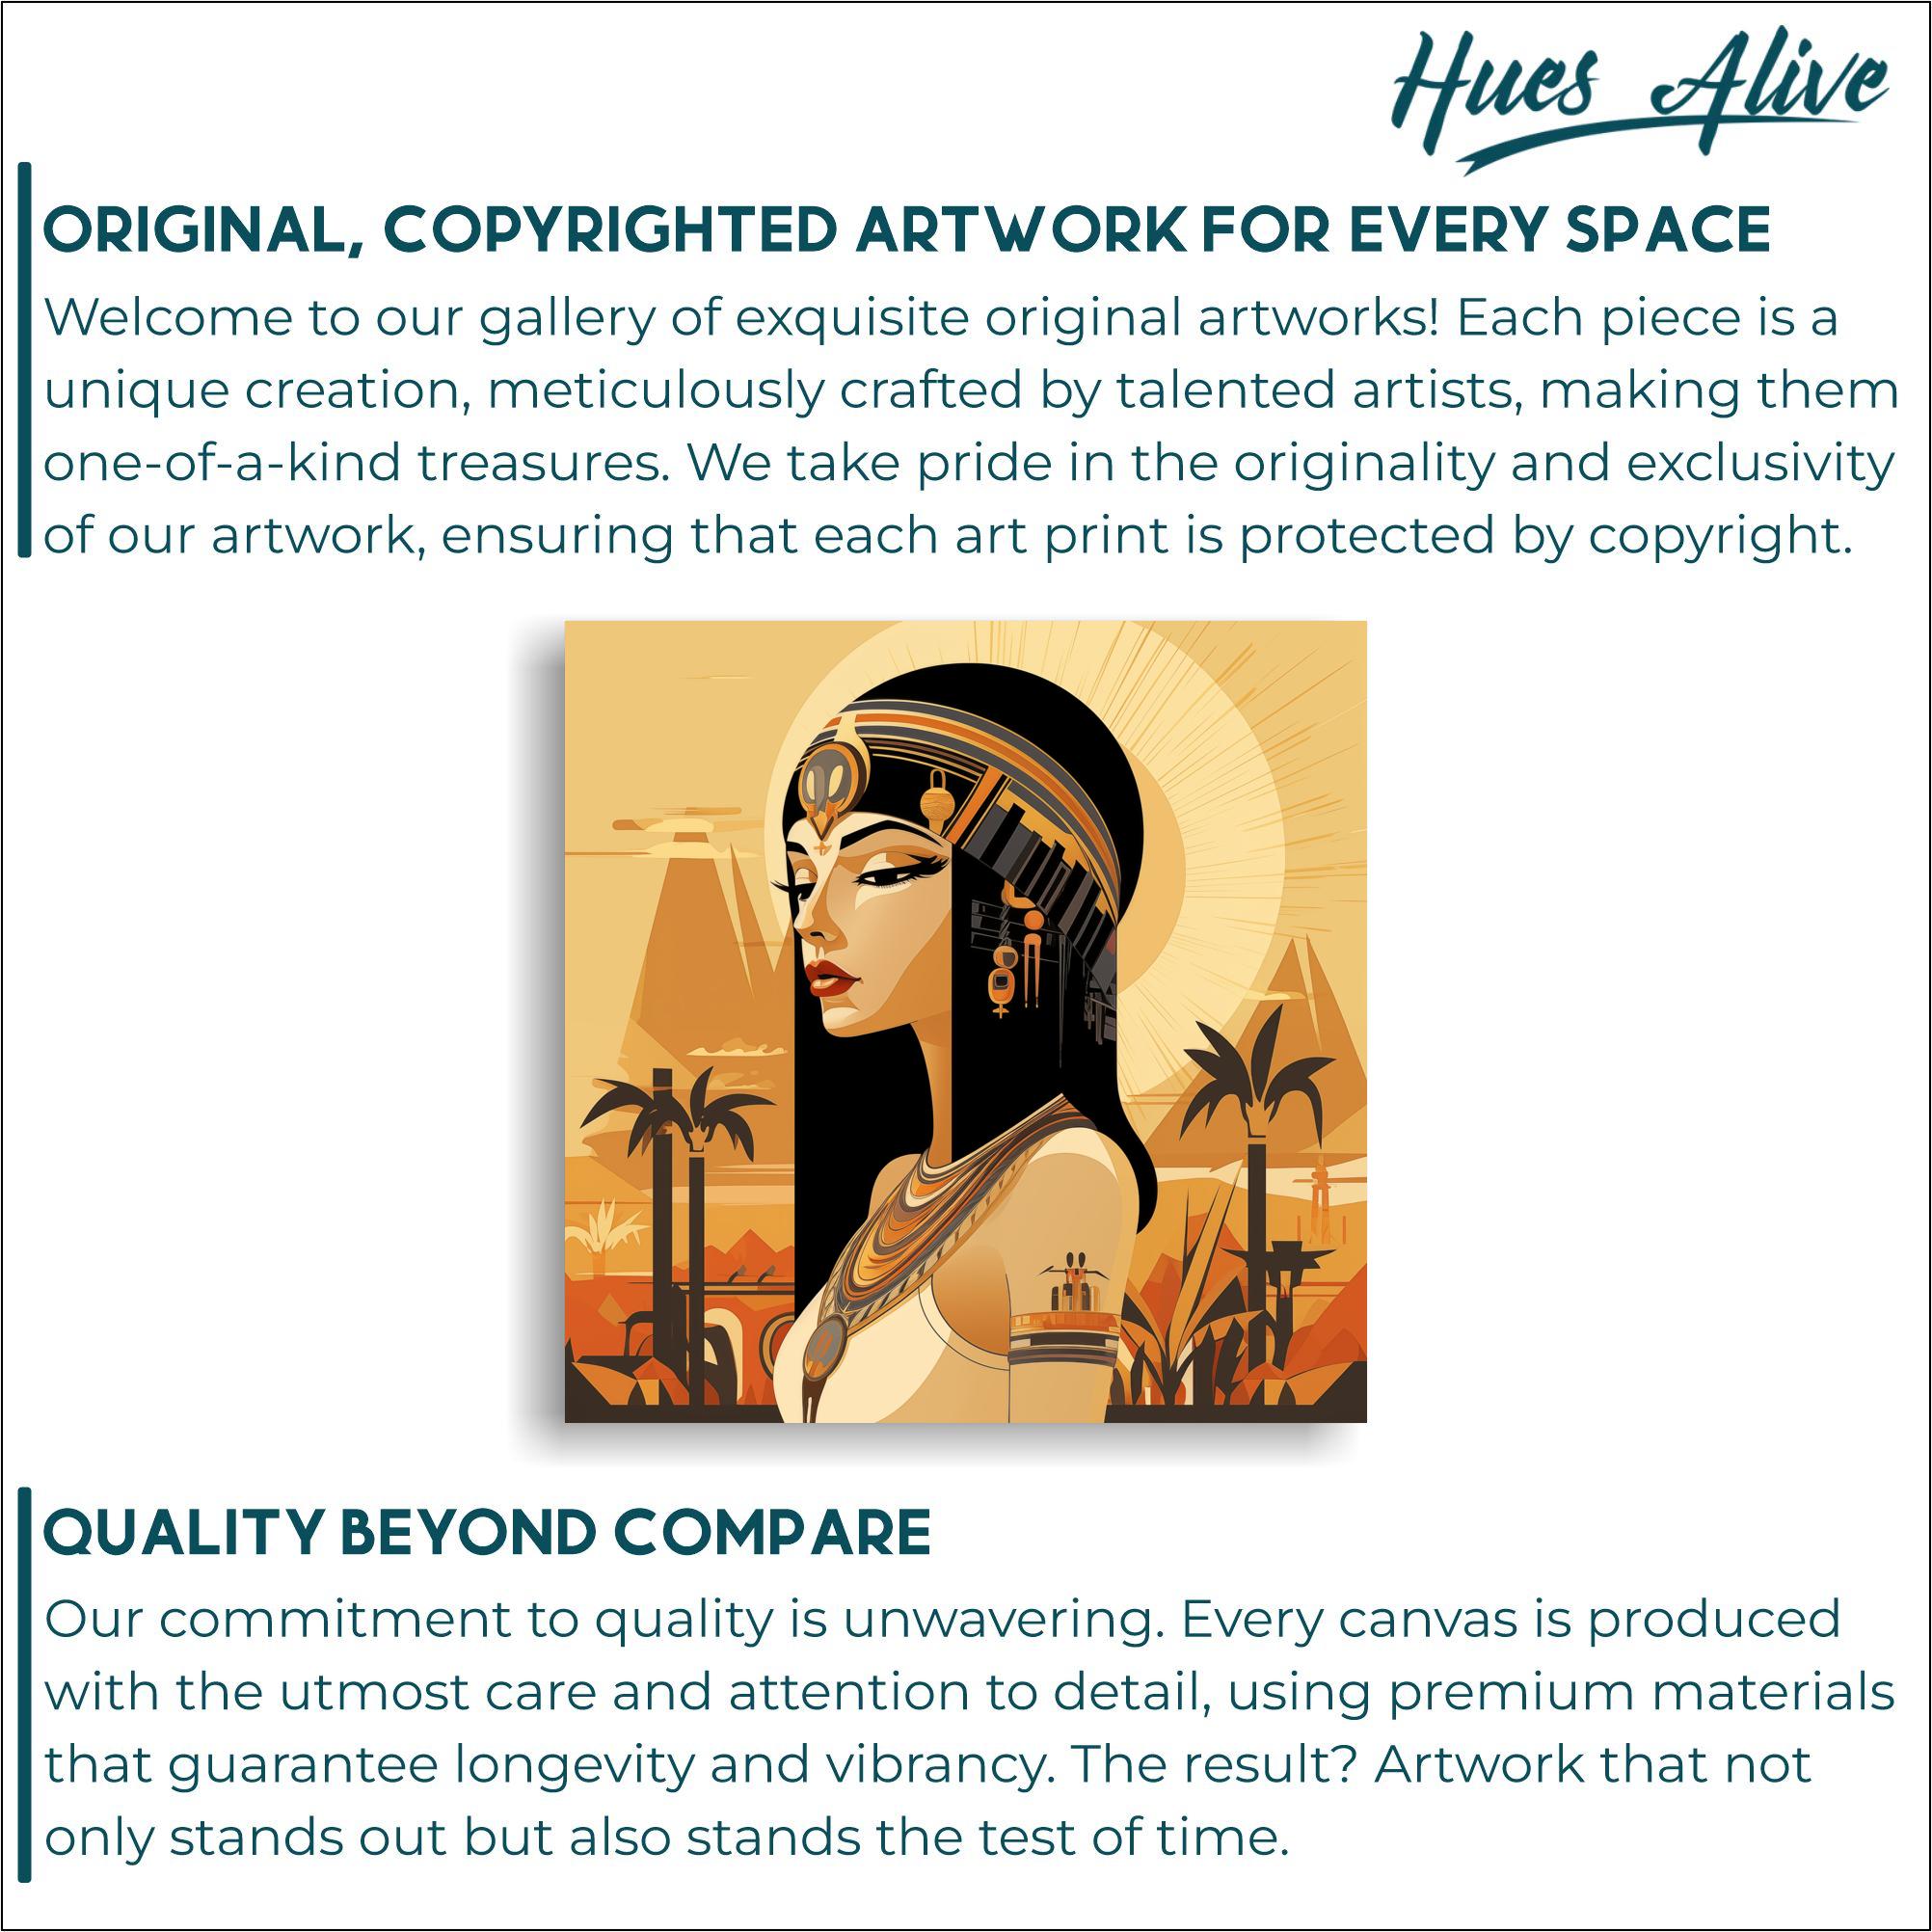 Hues Alive
ORIGINAL, COPYRIGHTED ARTWORK FOR EVERY SPACE
Welcome to our gallery of exquisite original artworks! Each piece is a
unique creation, meticulously crafted by talented artists, making them
one-of-a-kind treasures. We take pride in the originality and exclusivity
of our artwork, ensuring that each art print is protected by copyright.
QUALITY BEYOND COMPARE
Our commitment to quality is unwavering. Every canvas is produced
with the utmost care and attention to detail, using premium materials
that guarantee longevity and vibrancy. The result? Artwork that not
only stands out but also stands the test of time.